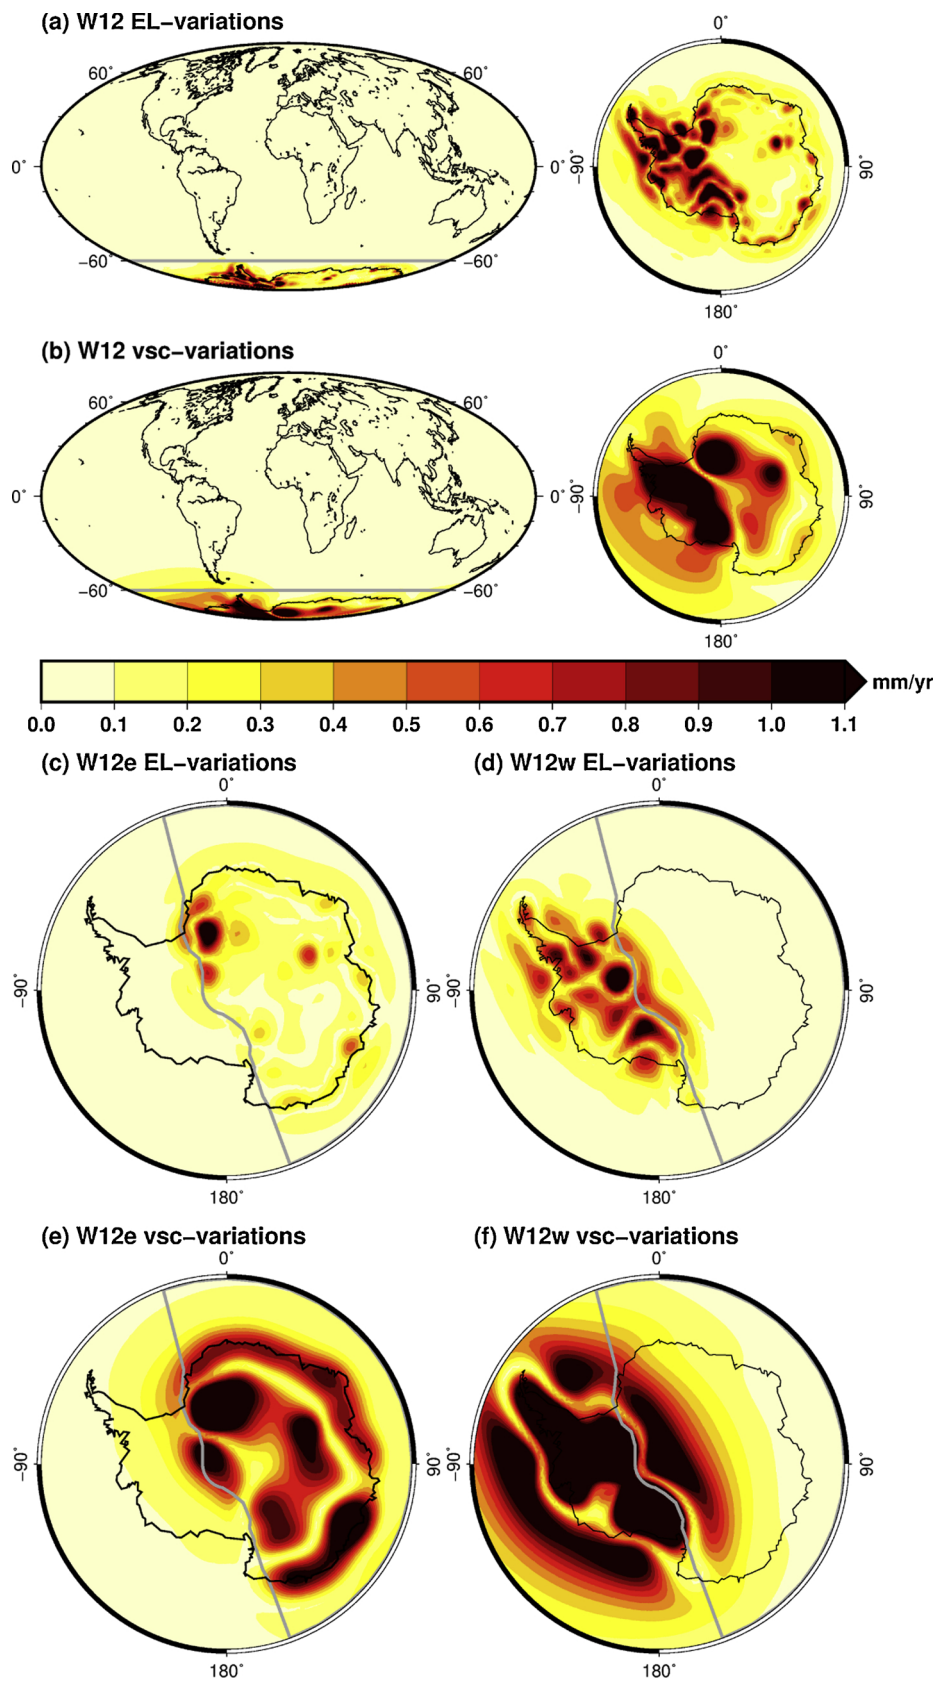 (a) W12 EL−variations
0˚
60˚ 60˚
0˚ 0˚ −90˚ 90˚
−60˚ −60˚
180˚
(b) W12 vsc−variations
0˚
60˚ 60˚
0˚ 0˚ −90˚ 90˚
−60˚ −60˚
180˚
mm/yr
0.0 0.1 0.2 0.3 0.4 0.5 0.6 0.7 0.8 0.9 1.0 1.1
(c) W12e EL−variations (d) W12w EL−variations
0˚ 0˚
−90˚ 90˚ −90˚ 90˚
180˚ 180˚
(e) W12e vsc−variations (f) W12w vsc−variations
0˚ 0˚
−90˚ 90˚ −90˚ 90˚
180˚ 180˚